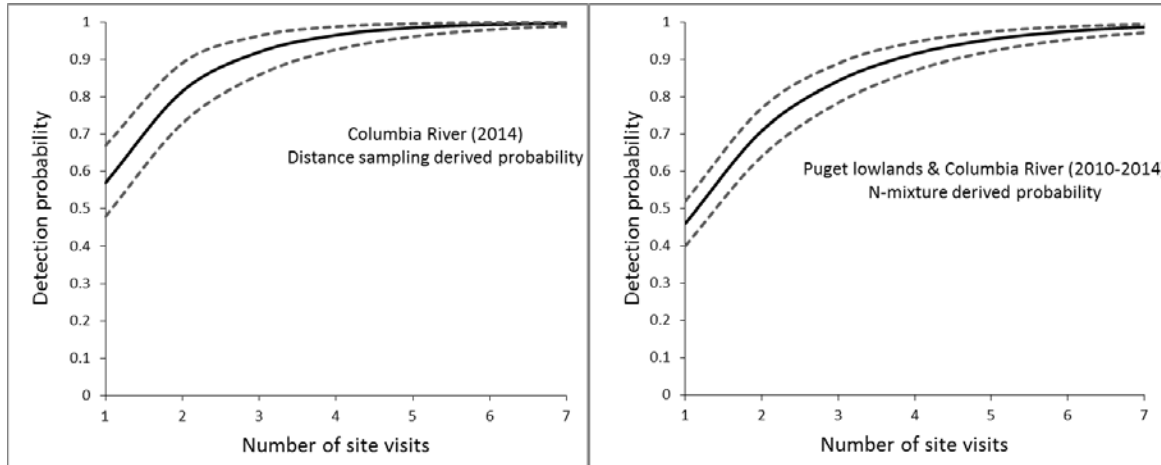 1
0.9
0.8
0.7
0.6
0.5
0.4
0.3
0.2
0.1
0
Detection probability
Columbia River (2014)
Distance sampling derived probability
1 2 3 4 5 6 7
Number of site visits
1
0.9
0.8
0.7
0.6
0.5
0.4
0.3
0.2
0.1
0
Detection probability
Puget lowlands & Columbia River (2010-2014)
N-mixture derived probability
1 2 3 4 5 6 7
Number of site visits